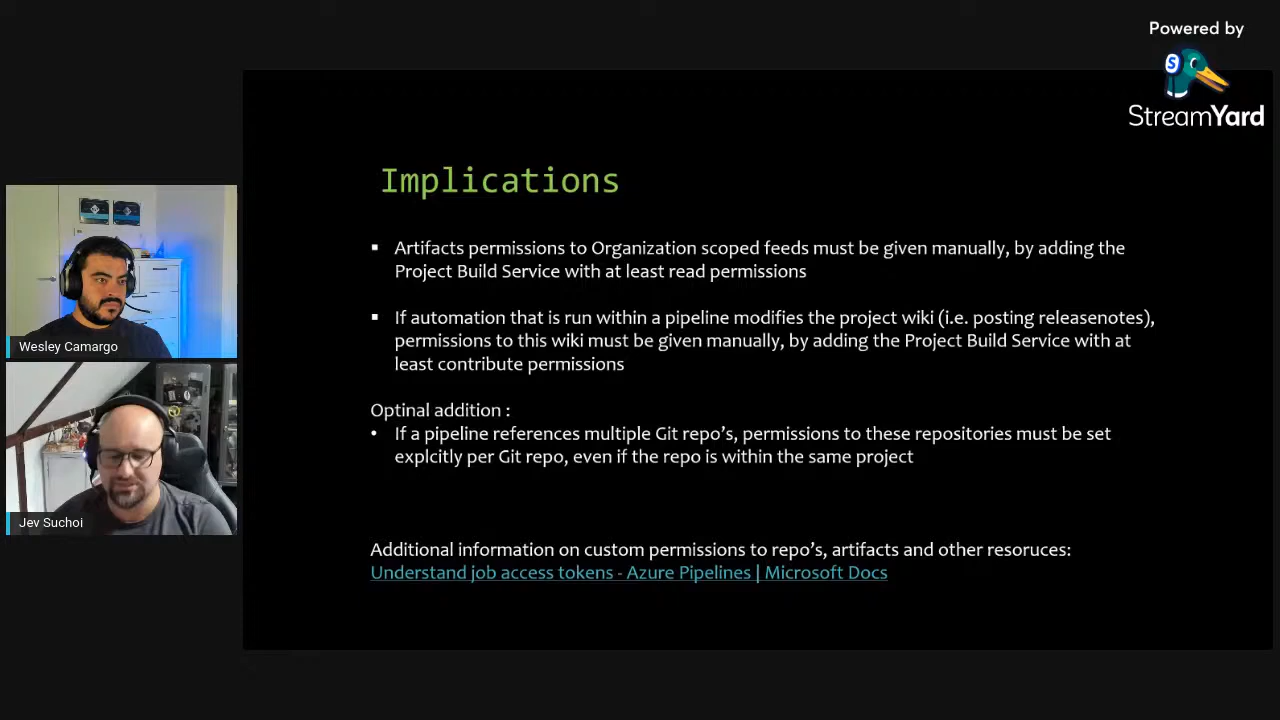 Powered by
StreamYard
Implications
▪ Artifacts permissions to Organization scoped feeds must be given manually, by adding the
Project Build Service with at least read permissions
▪ If automation that is run within a pipeline modifies the project wiki (i.e. posting releasenotes),
permissions to this wiki must be given manually, by adding the Project Build Service with at
least contribute permissions
Optinal addition :
• If a pipeline references multiple Git repo’s, permissions to these repositories must be set
explcitly per Git repo, even if the repo is within the same project
Additional information on custom permissions to repo’s, artifacts and other resoruces:
Understand job access tokens - Azure Pipelines | Microsoft Docs
Wesley Camargo
Jev Suchoi